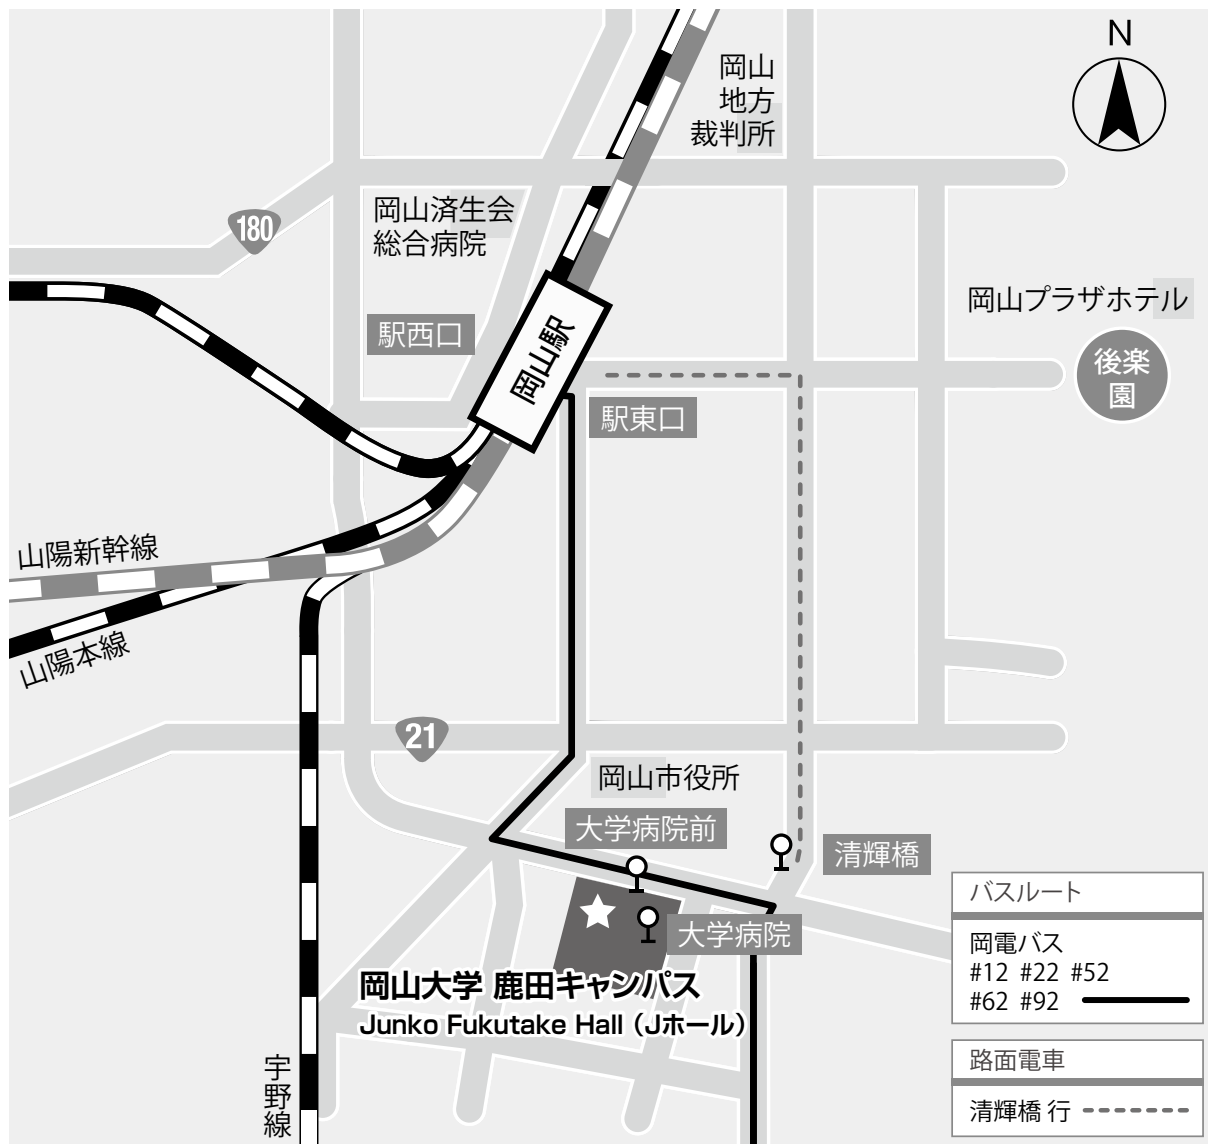 N
岡山
地方
裁判所
岡山済生会
総合病院
180
岡山プラザホテル
駅西口
岡山駅
後楽
園
駅東口
山陽新幹線
山陽本線
21
岡山市役所
大学病院前
清輝橋
大学病院
岡山大学 鹿田キャンパス
Junko Fukutake Hall(Jホール)
宇野線
バスルート
岡電バス
#12 #22 #52
#62 #92
路面電車
清輝橋 行